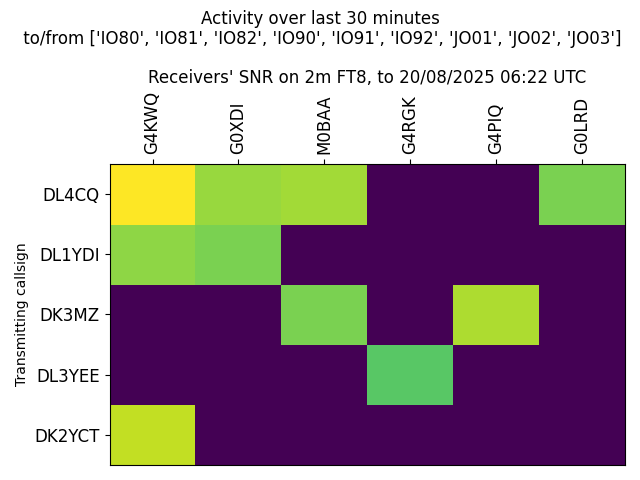 Activity over last 30 minutes
to/from ['IO80', 'IO81', 'IO82', 'IO90', 'IO91', 'IO92', 'JO01', 'JO02', 'JO03']
Receivers' SNR on 2m FT8, to 20/08/2025 06:22 UTC
G4KWQ
G0XDI
M0BAA
G4RGK
G4PIQ
G0LRD
Transmitting callsign
DL4CQ
DL1YDI
DK3MZ
DL3YEE
DK2YCT